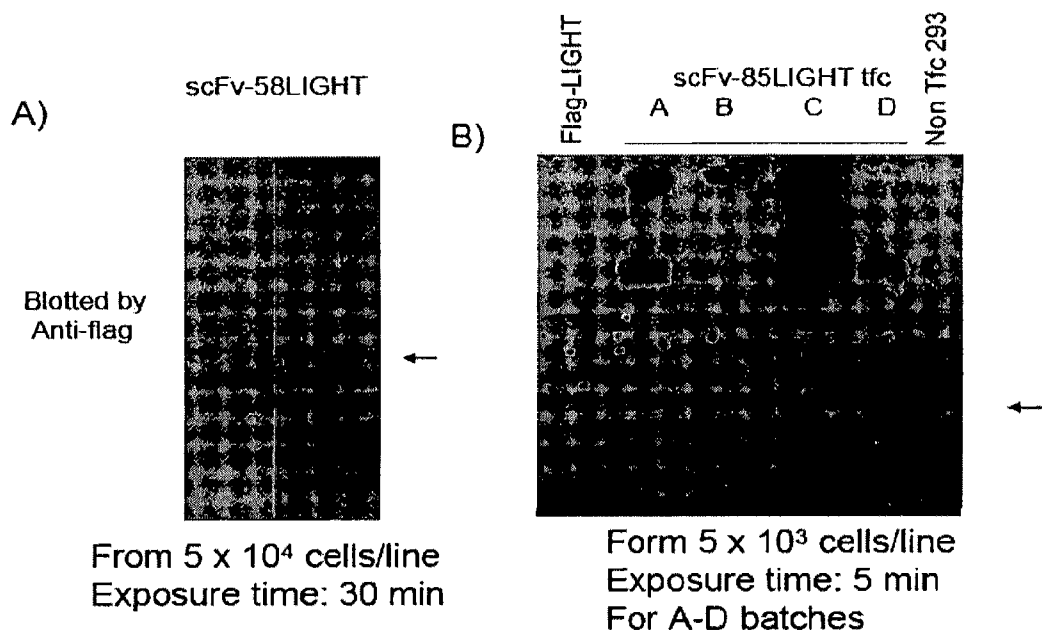 A)
scFv-58LIGHT
Blotted by
Anti-flag
From 5 x 10⁴ cells/line
Exposure time: 30 min
B)
Flag-LIGHT
scFv-85LIGHT tfc
A B C D
Non Tfc 293
Form 5 x 10³ cells/line
Exposure time: 5 min
For A-D batches